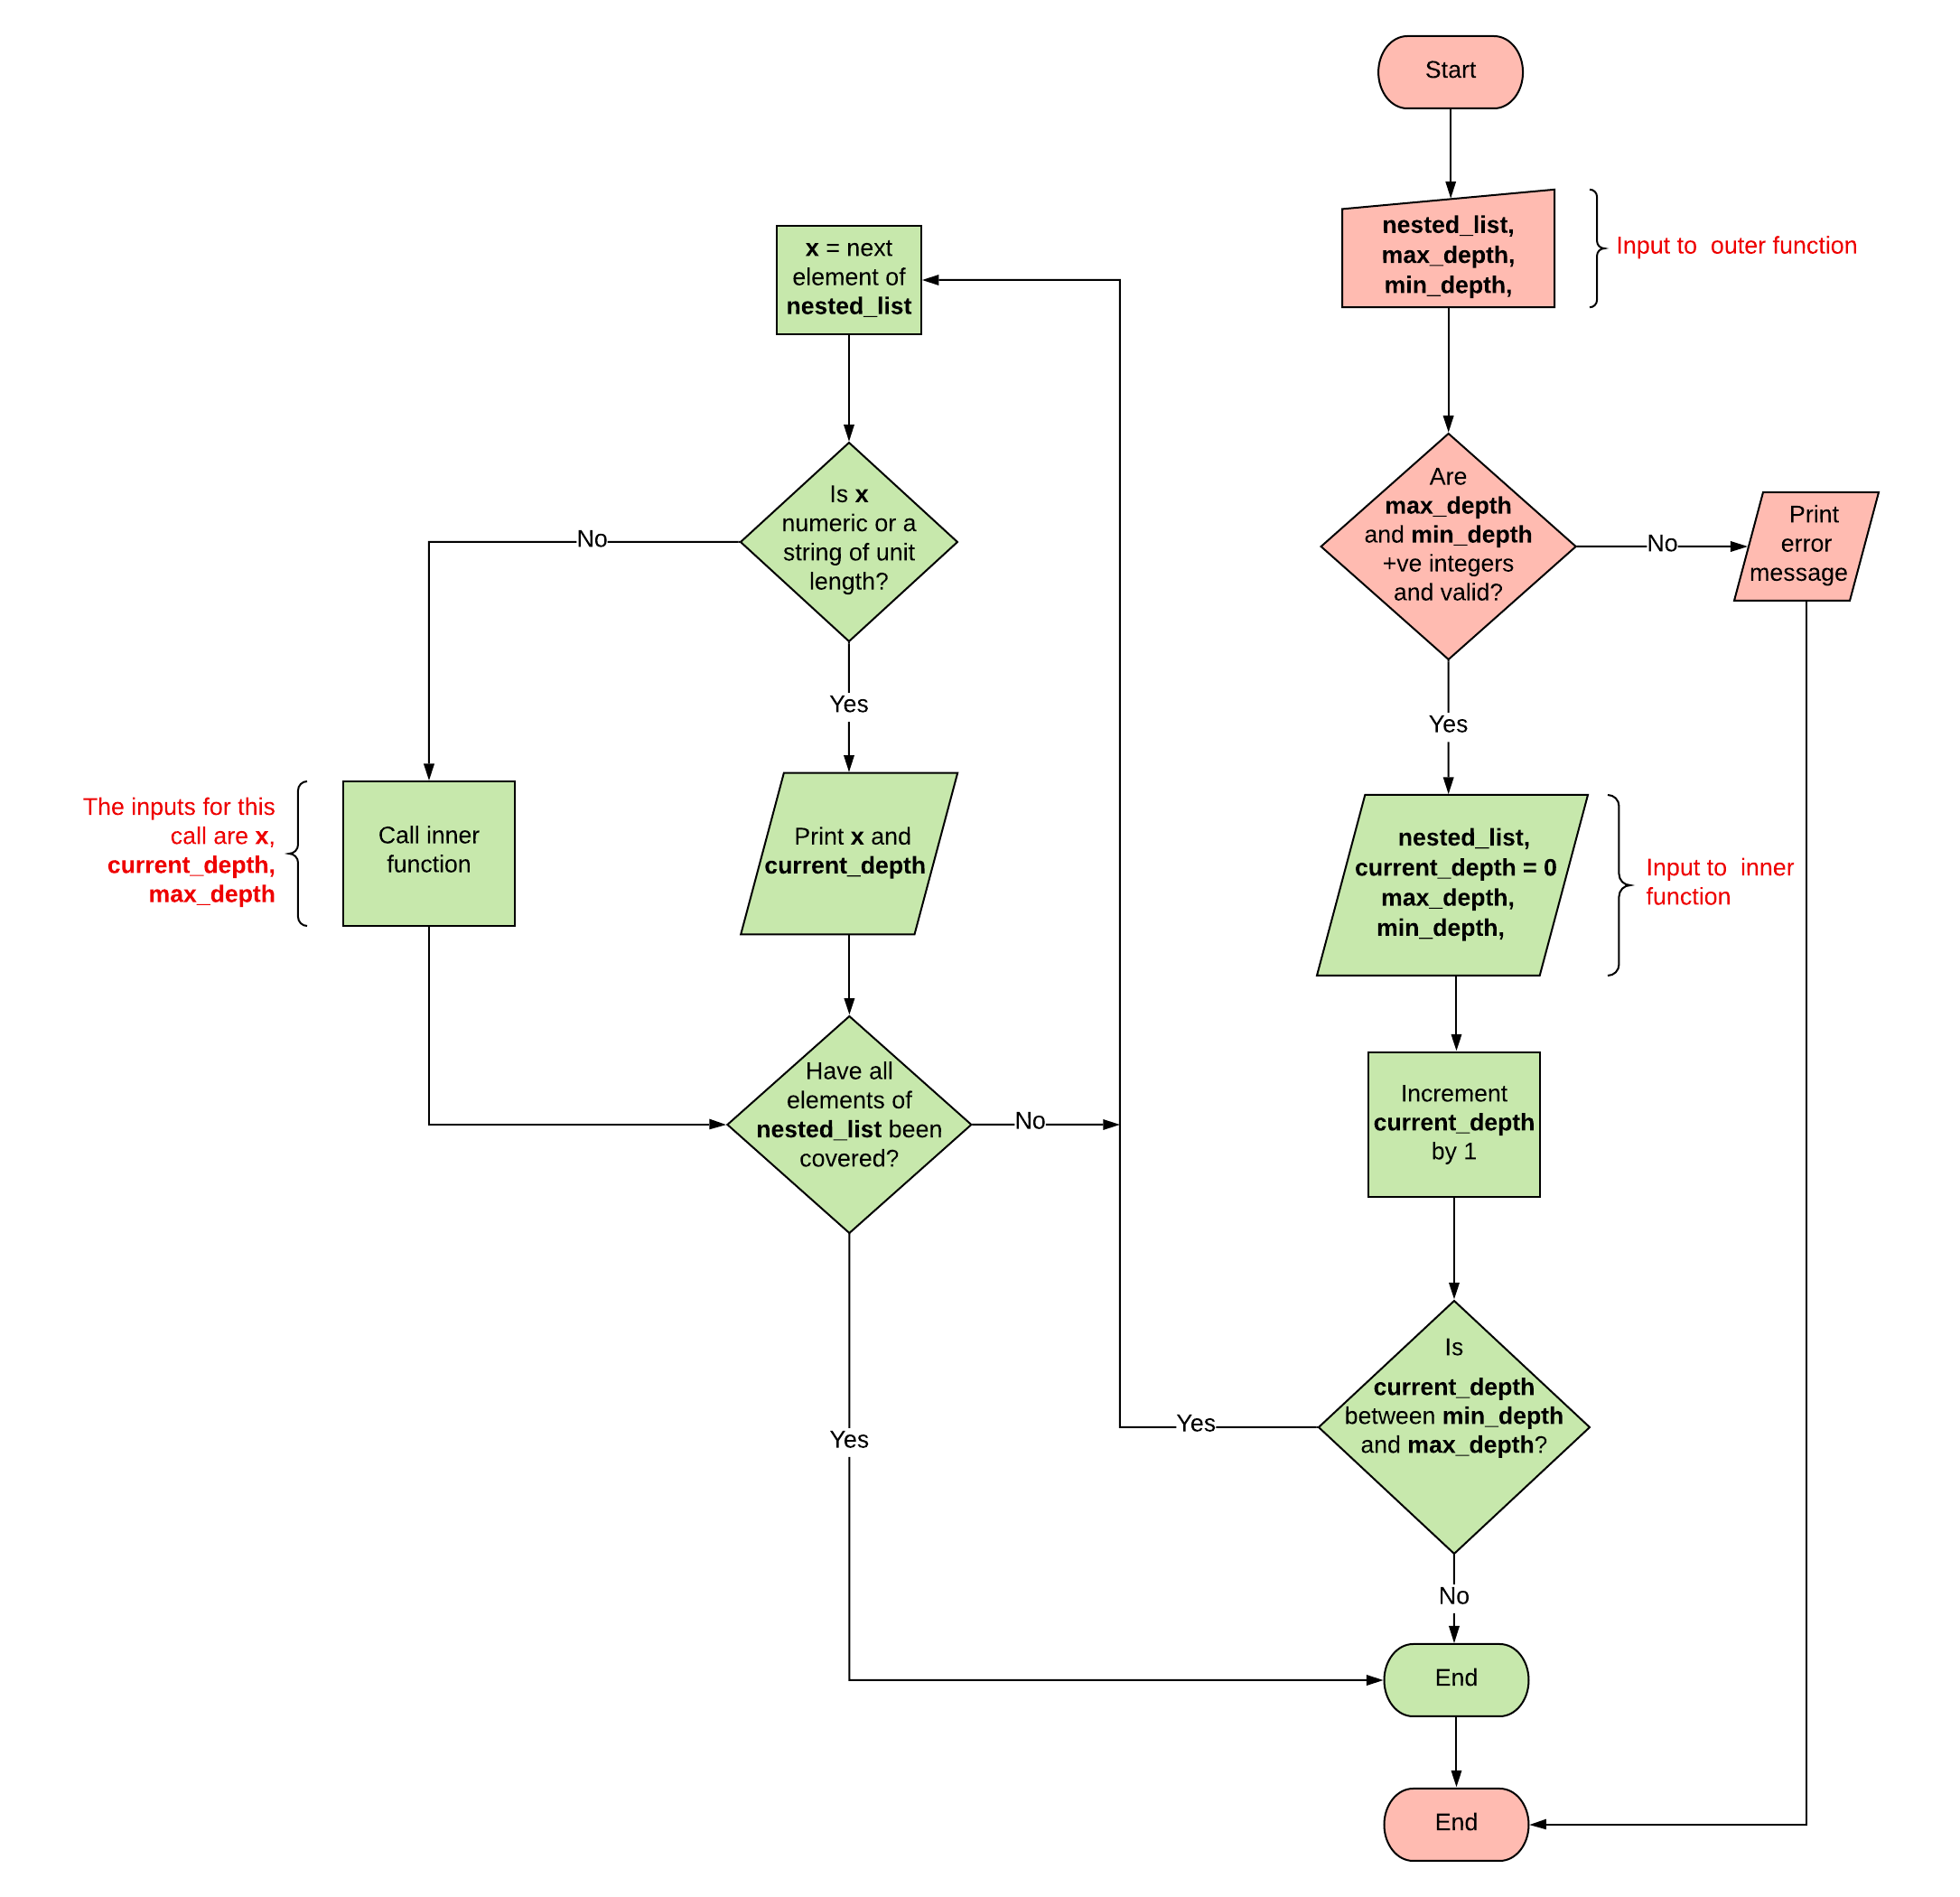 Start
nested_list,
max_depth,
min_depth,
Input to  outer function
Are
max_depth
and min_depth
+ve integers
and valid?
No
Print
error
message
Yes
nested_list,
current_depth = 0
max_depth,
min_depth,
Input to  inner
function
Increment
current_depth
by 1
Is
current_depth
between min_depth
and max_depth?
Yes
No
x = next
element of
nested_list
Is x
numeric or a
string of unit
length?
No
Yes
The inputs for this
call are x,
current_depth,
max_depth
Call inner
function
Print x and
current_depth
Have all
elements of
nested_list been
covered?
No
Yes
End
End